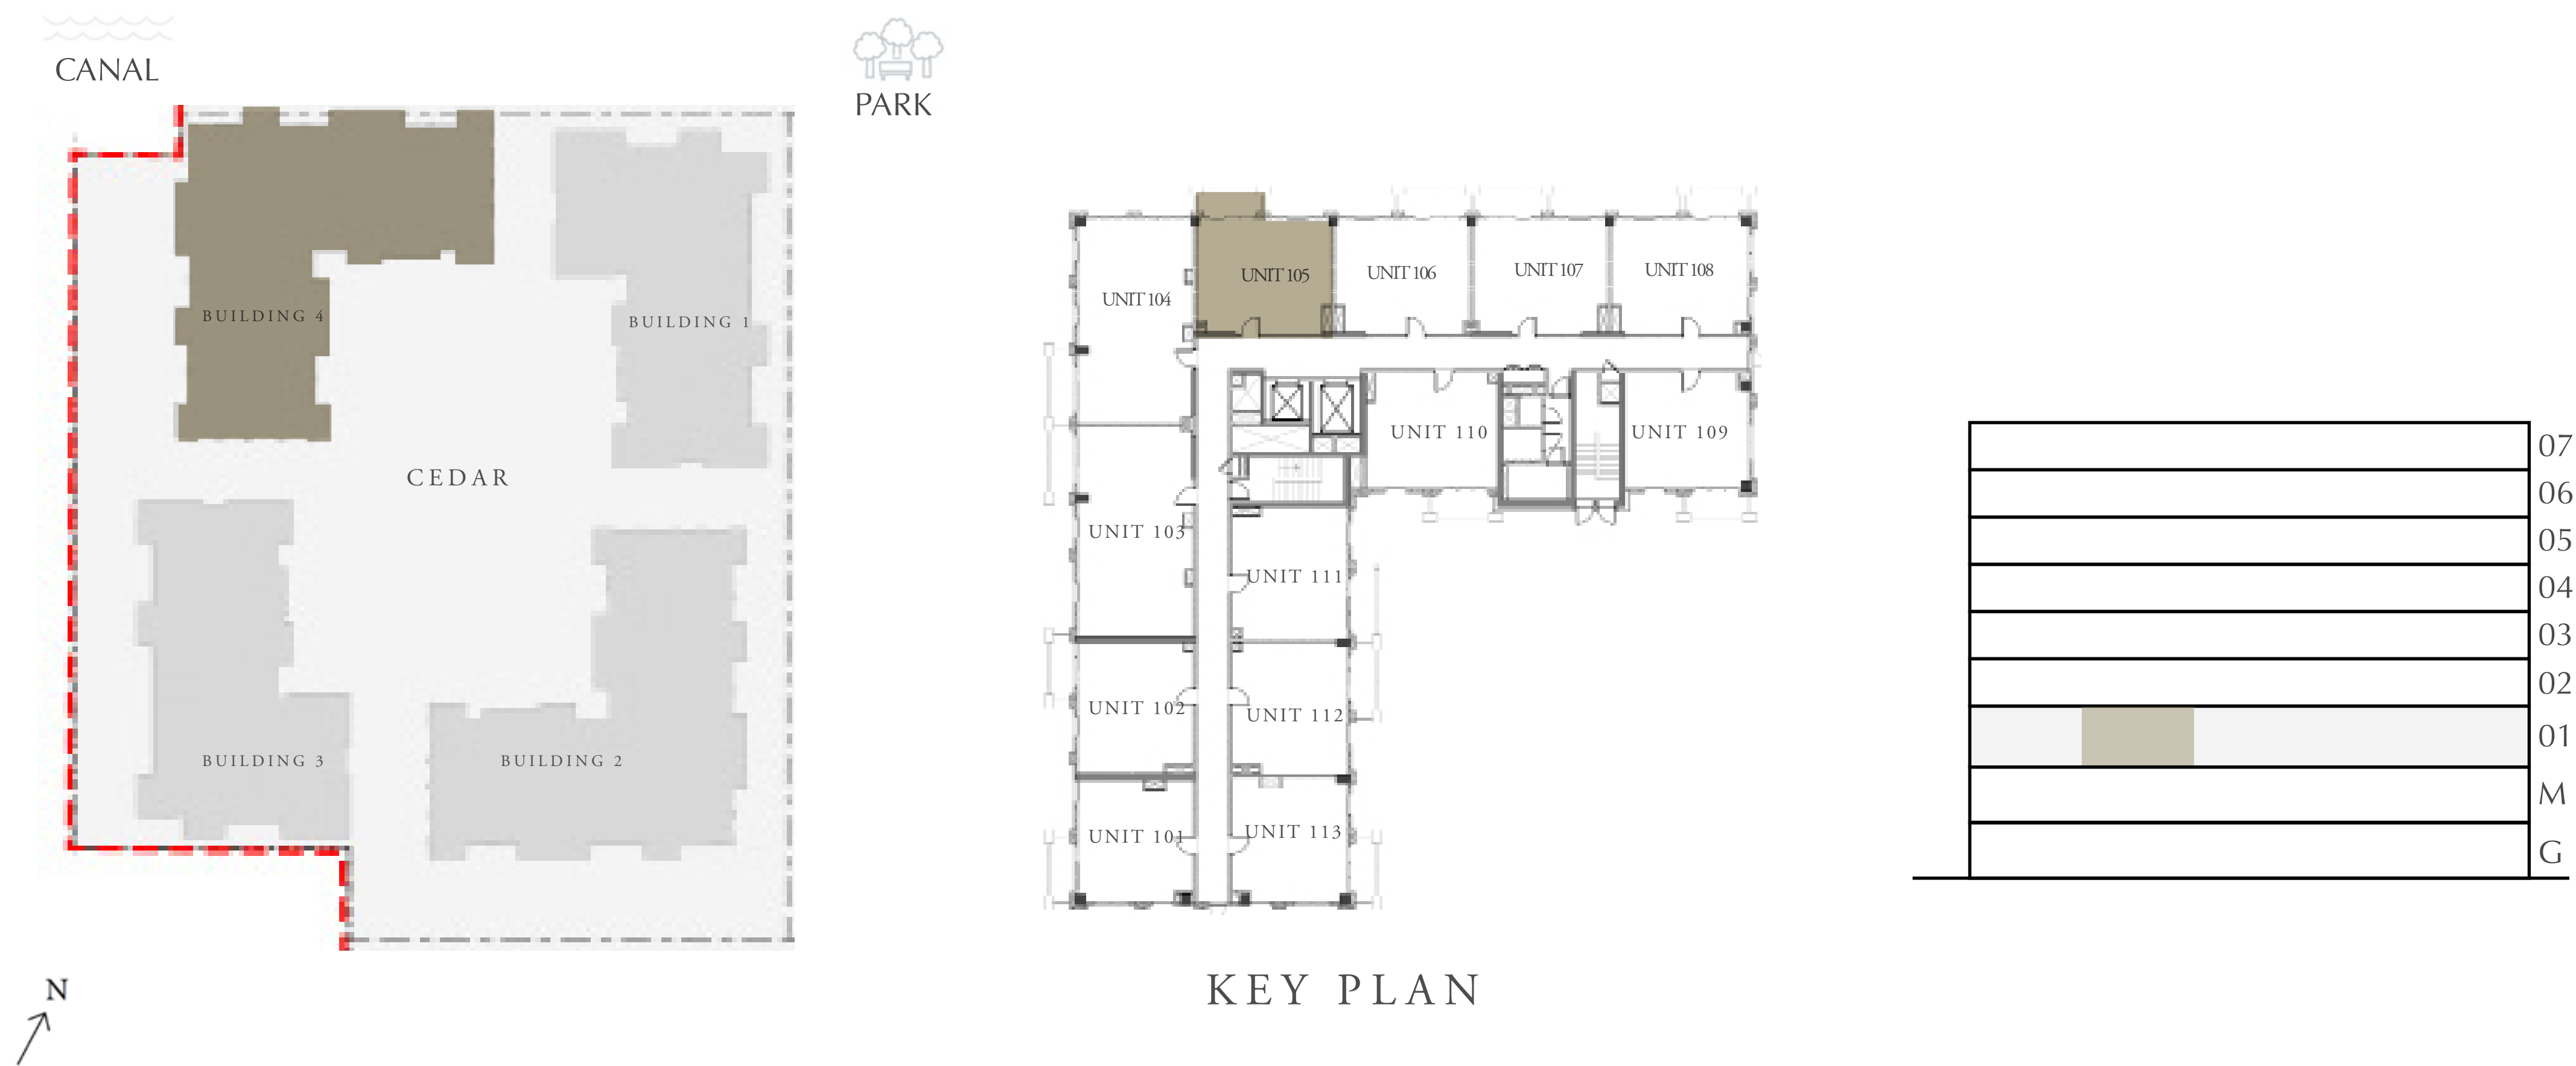 CANAL
PARK
BUILDING 4
BUILDING 1
CEDAR
BUILDING 3
BUILDING 2
N
UNIT 104
UNIT 105
UNIT 106
UNIT 107
UNIT 108
UNIT 110
UNIT 109
UNIT 103
UNIT 111
UNIT 102
UNIT 112
UNIT 101
UNIT 113
KEY PLAN
07
06
05
04
03
02
01
M
G